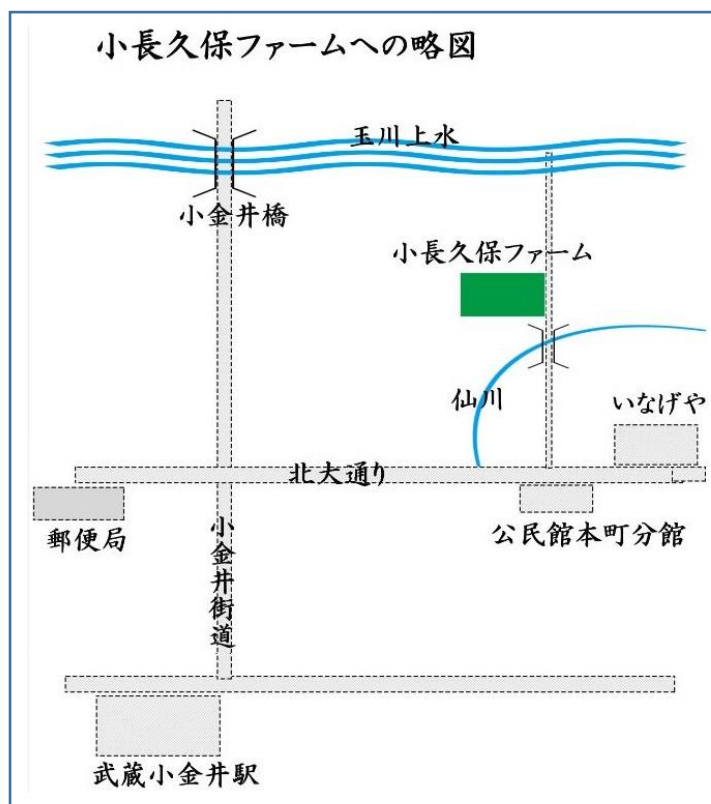 小長久保ファームへの略図
玉川上水
小金井橋
小長久保ファーム
仙川
いなげや
北大通り
郵便局
公民館本町分館
小金井街道
武蔵小金井駅